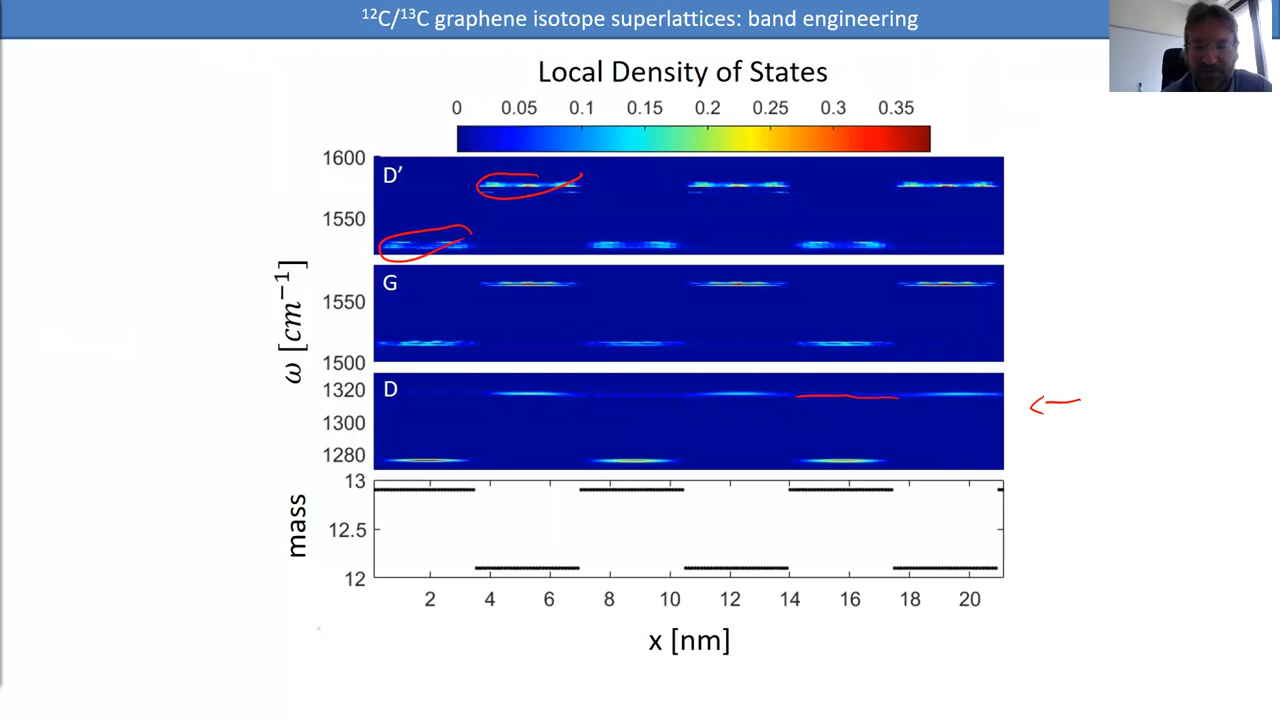 ¹²C/¹³C graphene isotope superlattices: band engineering
Local Density of States
0 0.05 0.1 0.15 0.2 0.25 0.3 0.35
1600
D’
1550
G
1550
1500
ω [cm⁻¹]
D
1320
1300
1280
13
12.5
12
mass
2 4 6 8 10 12 14 16 18 20
x [nm]